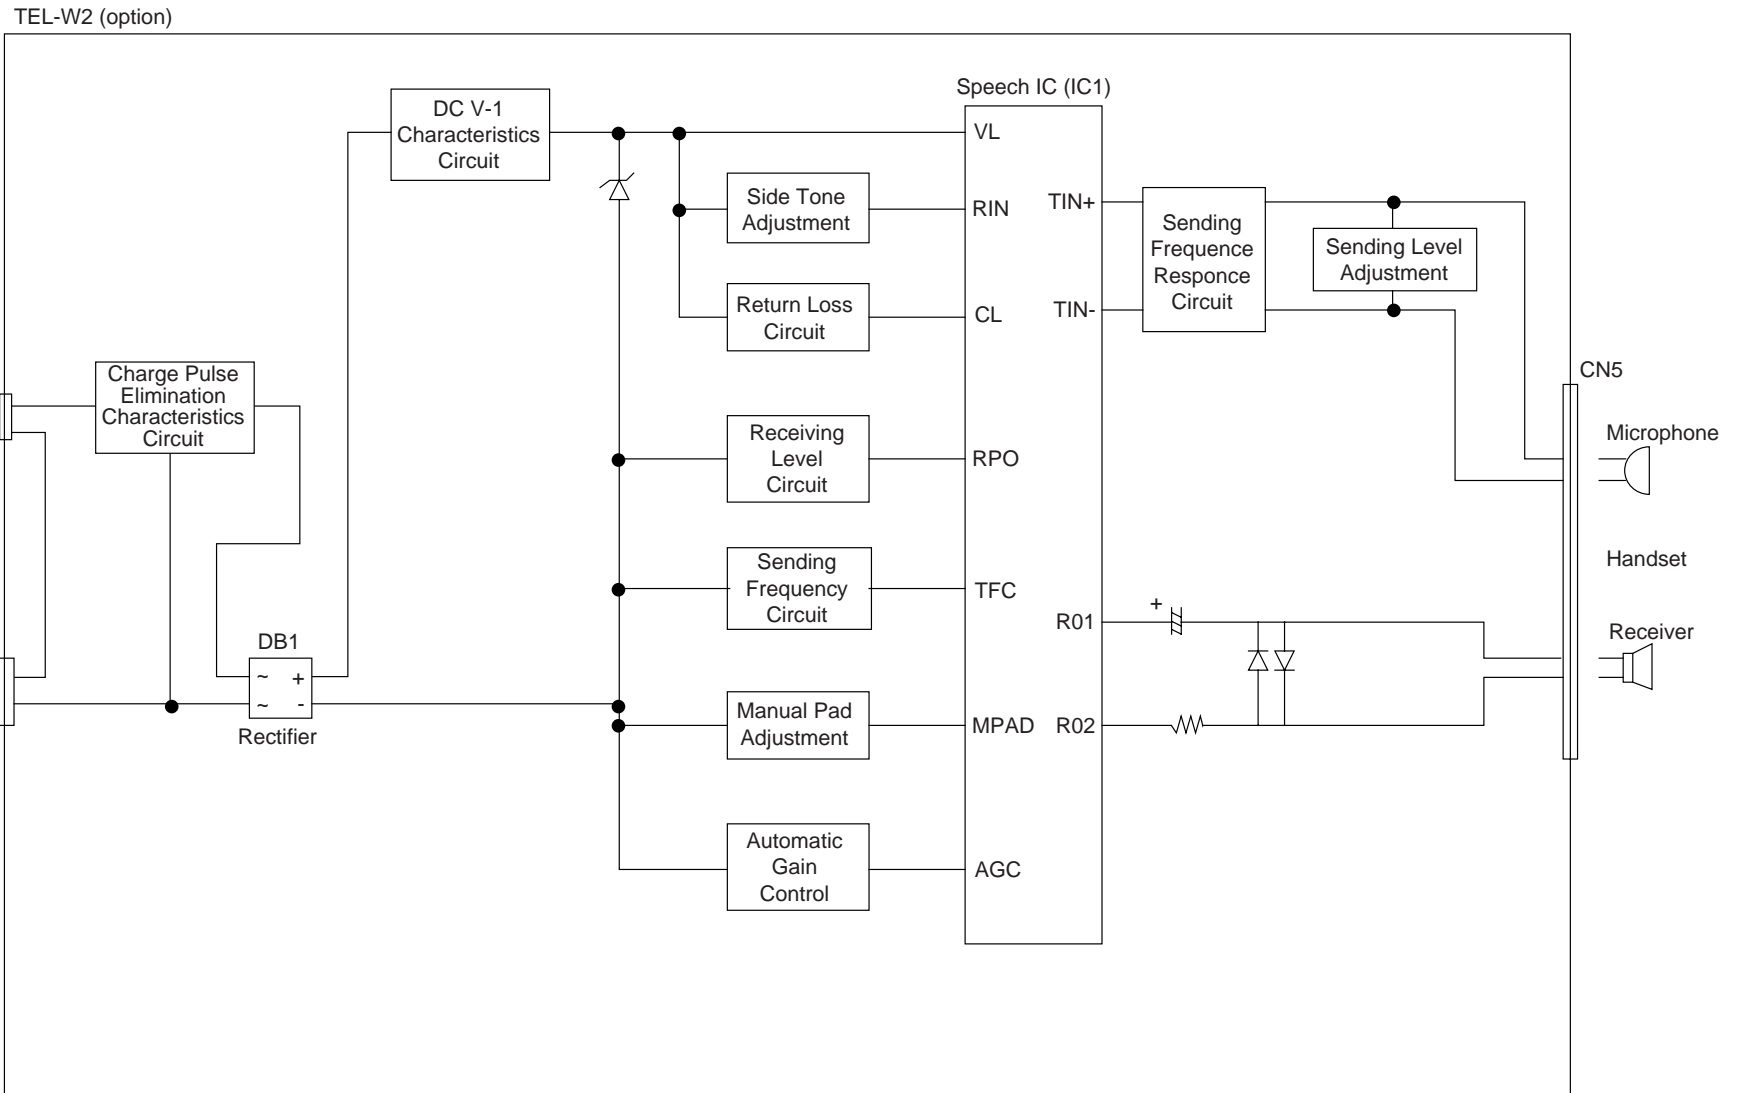 TEL-W2 (option)
DC V-1
Characteristics
Circuit
Speech IC (IC1)
VL
Side Tone
Adjustment
RIN
TIN+
Sending
Frequence
Responce
Circuit
Sending Level
Adjustment
Return Loss
Circuit
CL
TIN-
Charge Pulse
Elimination
Characteristics
Circuit
CN5
Receiving
Level
Circuit
RPO
Microphone
Handset
Sending
Frequency
Circuit
TFC
R01
+
Receiver
DB1
~ +
~ -
Rectifier
Manual Pad
Adjustment
MPAD
R02
Automatic
Gain
Control
AGC